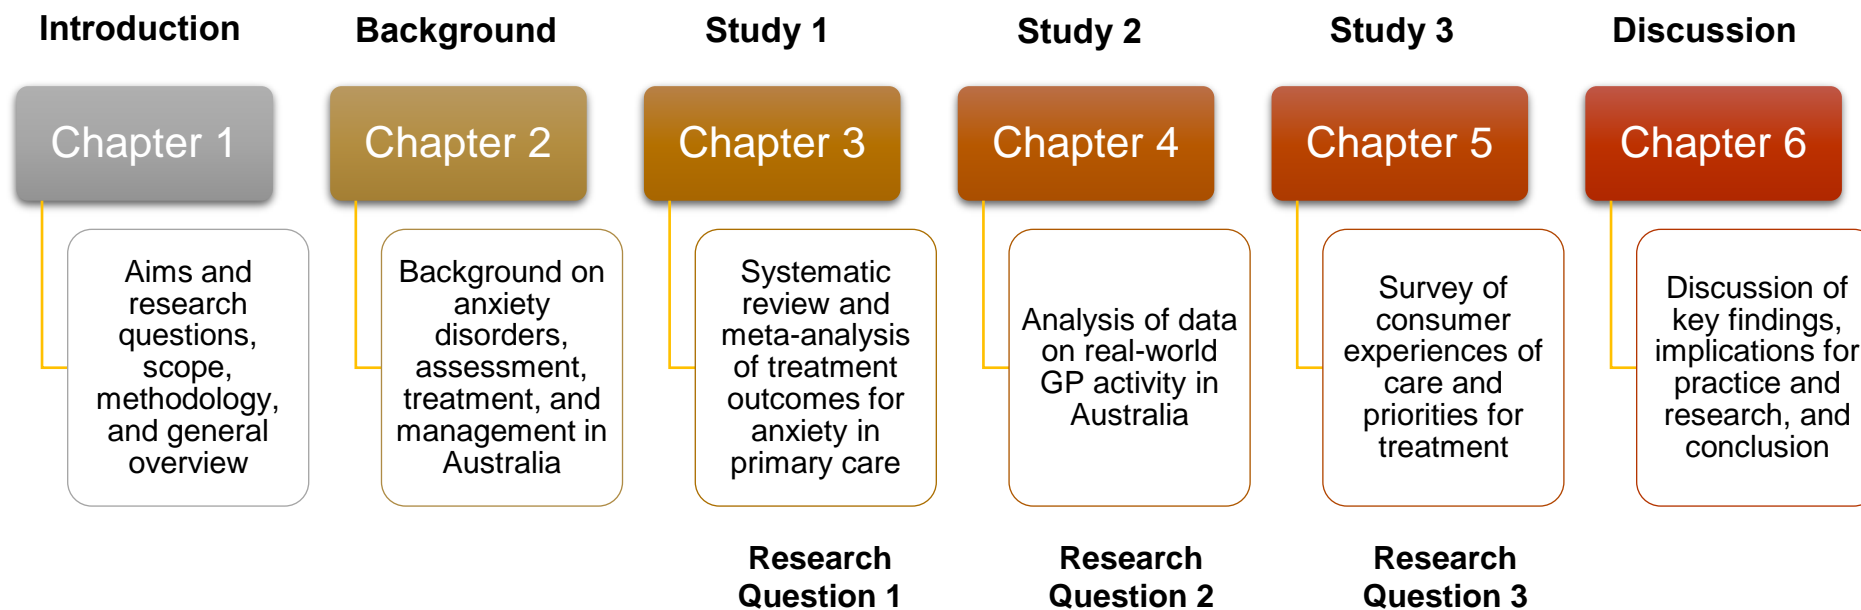 Introduction
Background
Study 1
Study 2
Study 3
Discussion
Chapter 1
Chapter 2
Chapter 3
Chapter 4
Chapter 5
Chapter 6
Aims and
research
questions,
scope,
methodology,
and general
overview
Background on
anxiety
disorders,
assessment,
treatment, and
management in
Australia
Systematic
review and
meta-analysis
of treatment
outcomes for
anxiety in
primary care
Analysis of data
on real-world
GP activity in
Australia
Survey of
consumer
experiences of
care and
priorities for
treatment
Discussion of
key findings,
implications for
practice and
research, and
conclusion
Research
Question 1
Research
Question 2
Research
Question 3